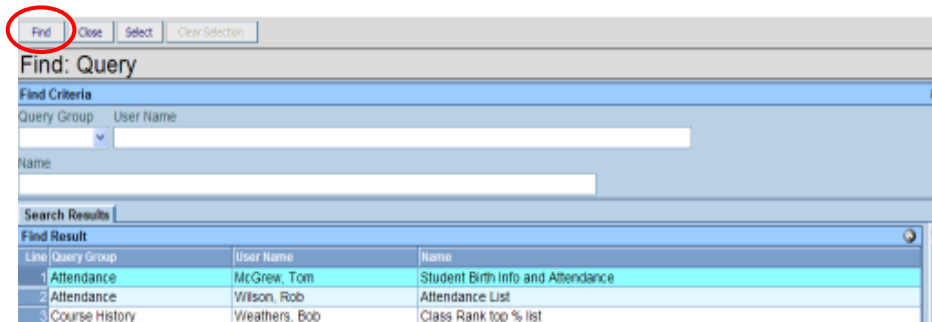 Find Close Select Clear Selection
Find: Query
Find Criteria
Query Group User Name
Name
Search Results
Find Result
Line Query Group User Name Name
1 Attendance McGrew, Tom Student Birth Info and Attendance
2 Attendance Wilson, Rob Attendance List
3 Course History Weathers, Bob Class Rank top % list